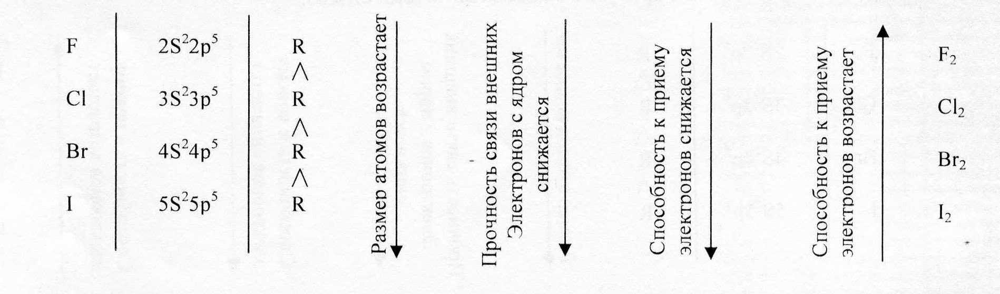 F 2S²2p⁵ R
Λ
Cl 3S²3p⁵ R
Λ
Br 4S²4p⁵ R
Λ
I 5S²5p⁵ R
Размер атомов возрастает
Прочность связи внешних
Электронов с ядром
снижается
Способность к приему
электронов снижается
Способность к приему
электронов возрастает
F₂
Cl₂
Br₂
I₂